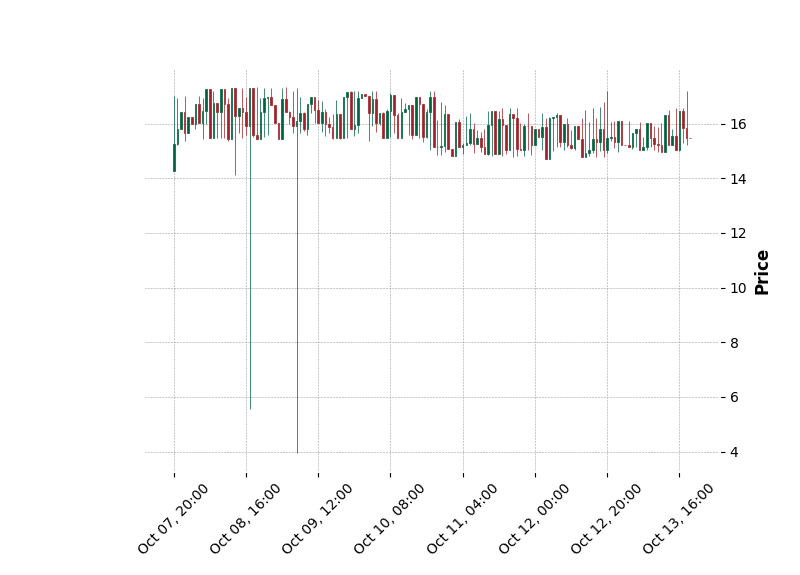 16
14
12
10
8
6
4
Price
Oct 07, 20:00
Oct 08, 16:00
Oct 09, 12:00
Oct 10, 08:00
Oct 11, 04:00
Oct 12, 00:00
Oct 12, 20:00
Oct 13, 16:00